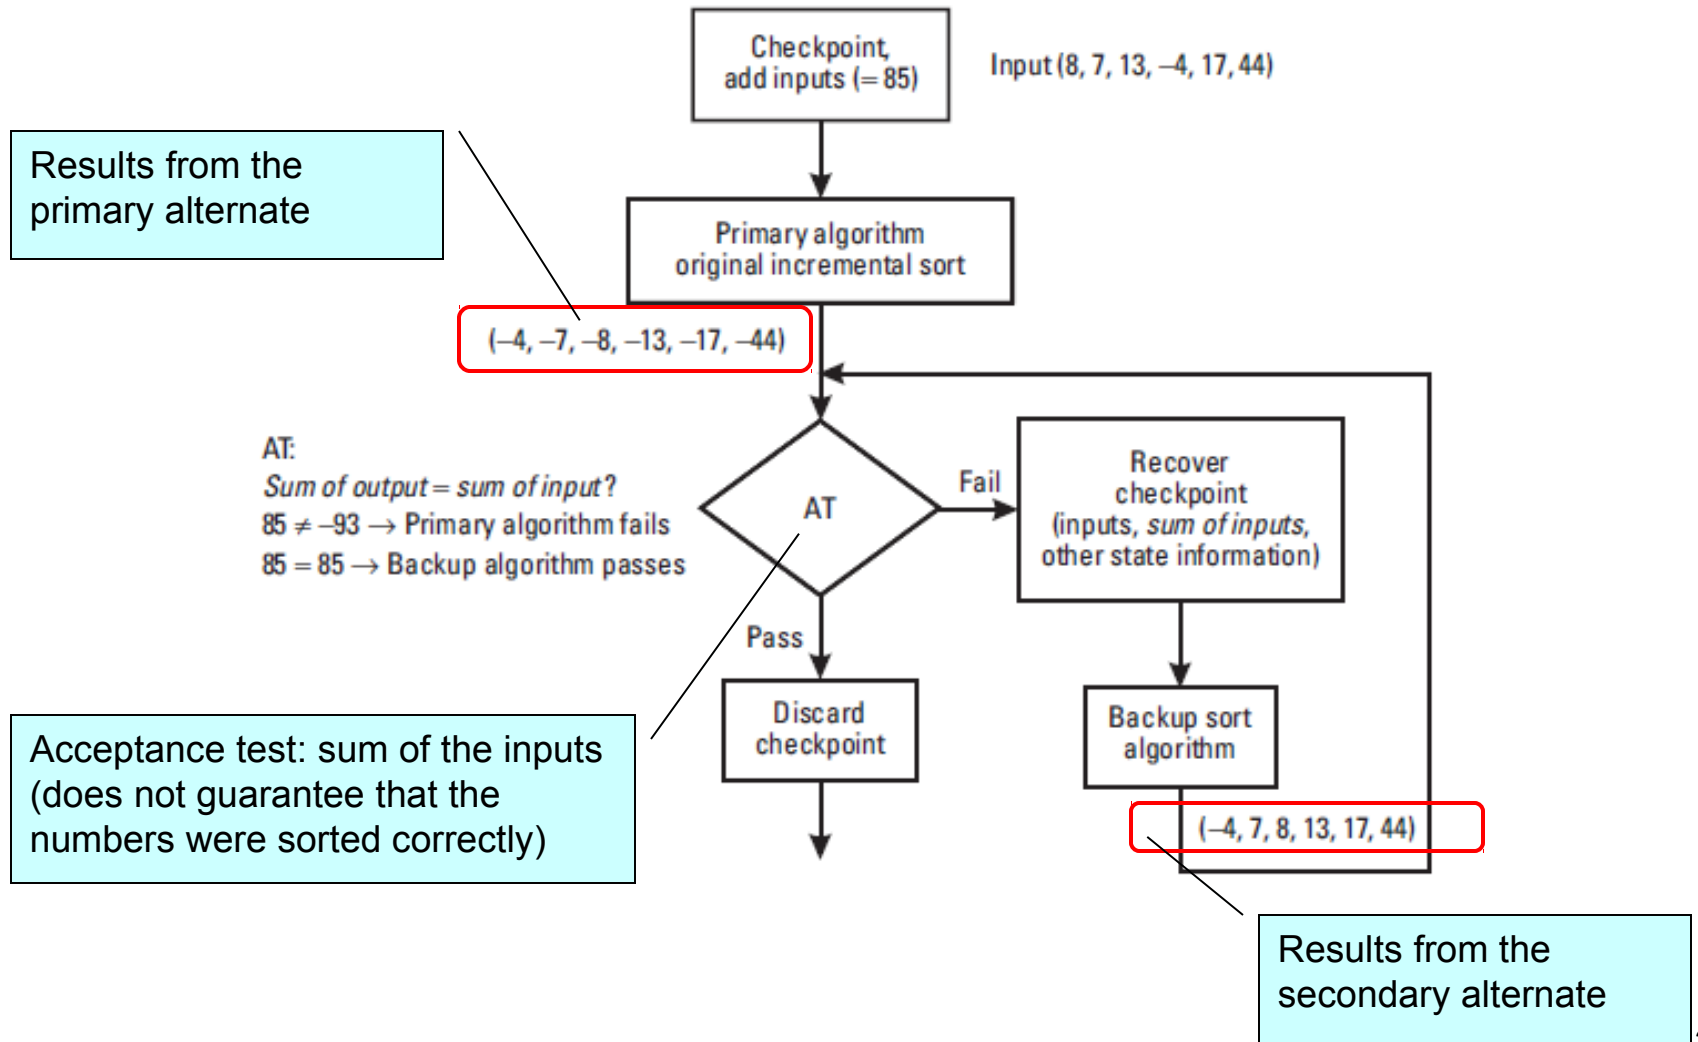 Checkpoint,
add inputs (= 85)
Input (8, 7, 13, –4, 17, 44)
Results from the
primary alternate
Primary algorithm
original incremental sort
(–4, –7, –8, –13, –17, –44)
AT:
Sum of output = sum of input?
85 ≠ –93 → Primary algorithm fails
85 = 85 → Backup algorithm passes
AT
Fail
Recover
checkpoint
(inputs, sum of inputs,
other state information)
Pass
Discard
checkpoint
Backup sort
algorithm
Acceptance test: sum of the inputs
(does not guarantee that the
numbers were sorted correctly)
(–4, 7, 8, 13, 17, 44)
Results from the
secondary alternate